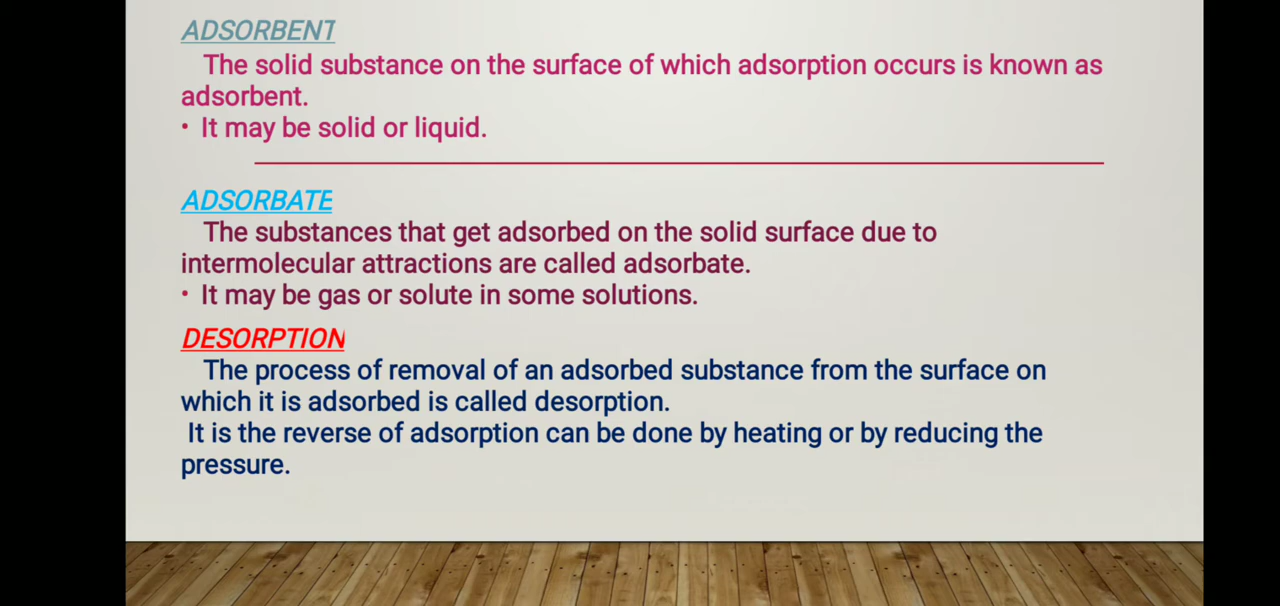 ADSORBENT
The solid substance on the surface of which adsorption occurs is known as
adsorbent.
• It may be solid or liquid.
ADSORBATE
The substances that get adsorbed on the solid surface due to
intermolecular attractions are called adsorbate.
• It may be gas or solute in some solutions.
DESORPTION
The process of removal of an adsorbed substance from the surface on
which it is adsorbed is called desorption.
It is the reverse of adsorption can be done by heating or by reducing the
pressure.